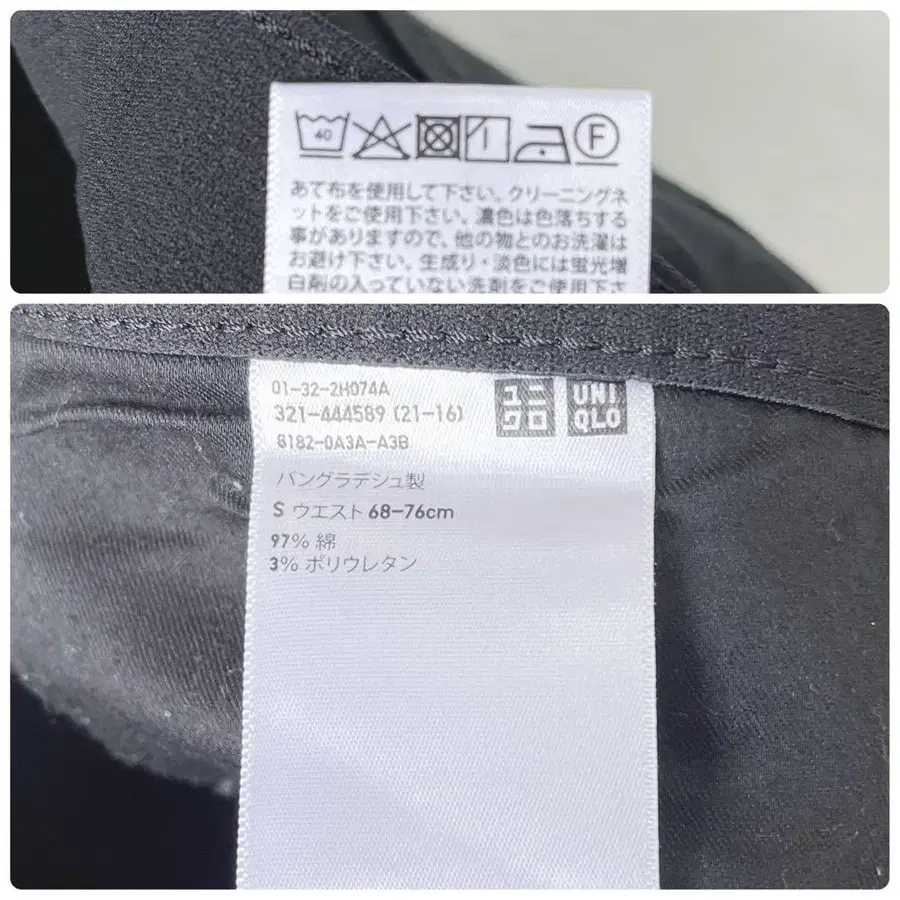 40
F
あて布を使用して下さい。クリーニングネ
ットをご使用下さい。濃色は色落ちする
事がありますので、他の物とのお洗濯は
お避け下さい。生成り・淡色には蛍光増
白剤の入っていない洗剤をご使用下さ
01-32-2H074A
321-444589 (21-16)
8182-0A3A-A3B
ユニ
クロ
UNI
QLO
バングラデシュ製
S ウエスト 68-76cm
97% 綿
3% ポリウレタン